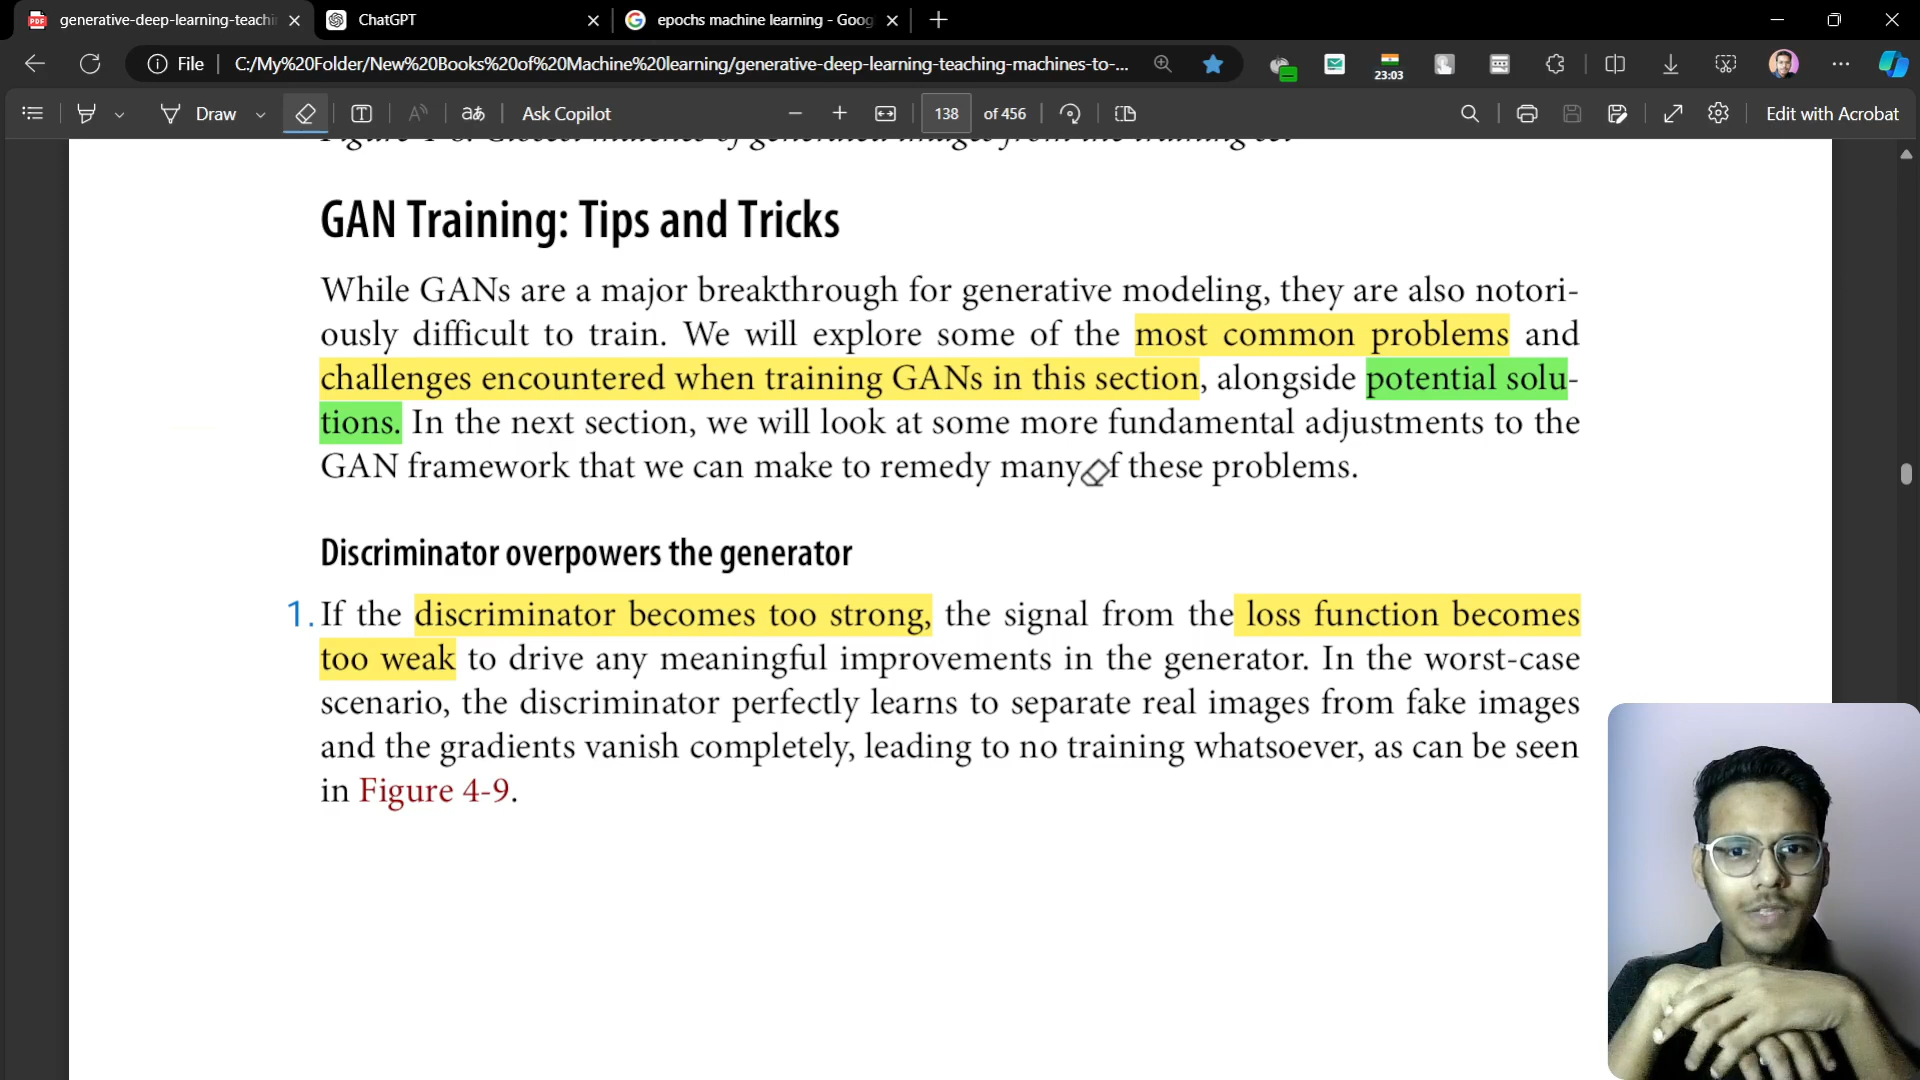 generative-deep-learning-teachin
ChatGPT
epochs machine learning - Goog
File
C:/My%20Folder/New%20Books%20of%20Machine%20learning/generative-deep-learning-teaching-machines-to-...
23:03
Draw
Ask Copilot
138 of 456
Edit with Acrobat
GAN Training: Tips and Tricks
While GANs are a major breakthrough for generative modeling, they are also notori-
ously difficult to train. We will explore some of the most common problems and
challenges encountered when training GANs in this section, alongside potential solu-
tions. In the next section, we will look at some more fundamental adjustments to the
GAN framework that we can make to remedy many of these problems.
Discriminator overpowers the generator
1. If the discriminator becomes too strong, the signal from the loss function becomes
too weak to drive any meaningful improvements in the generator. In the worst-case
scenario, the discriminator perfectly learns to separate real images from fake images
and the gradients vanish completely, leading to no training whatsoever, as can be seen
in Figure 4-9.